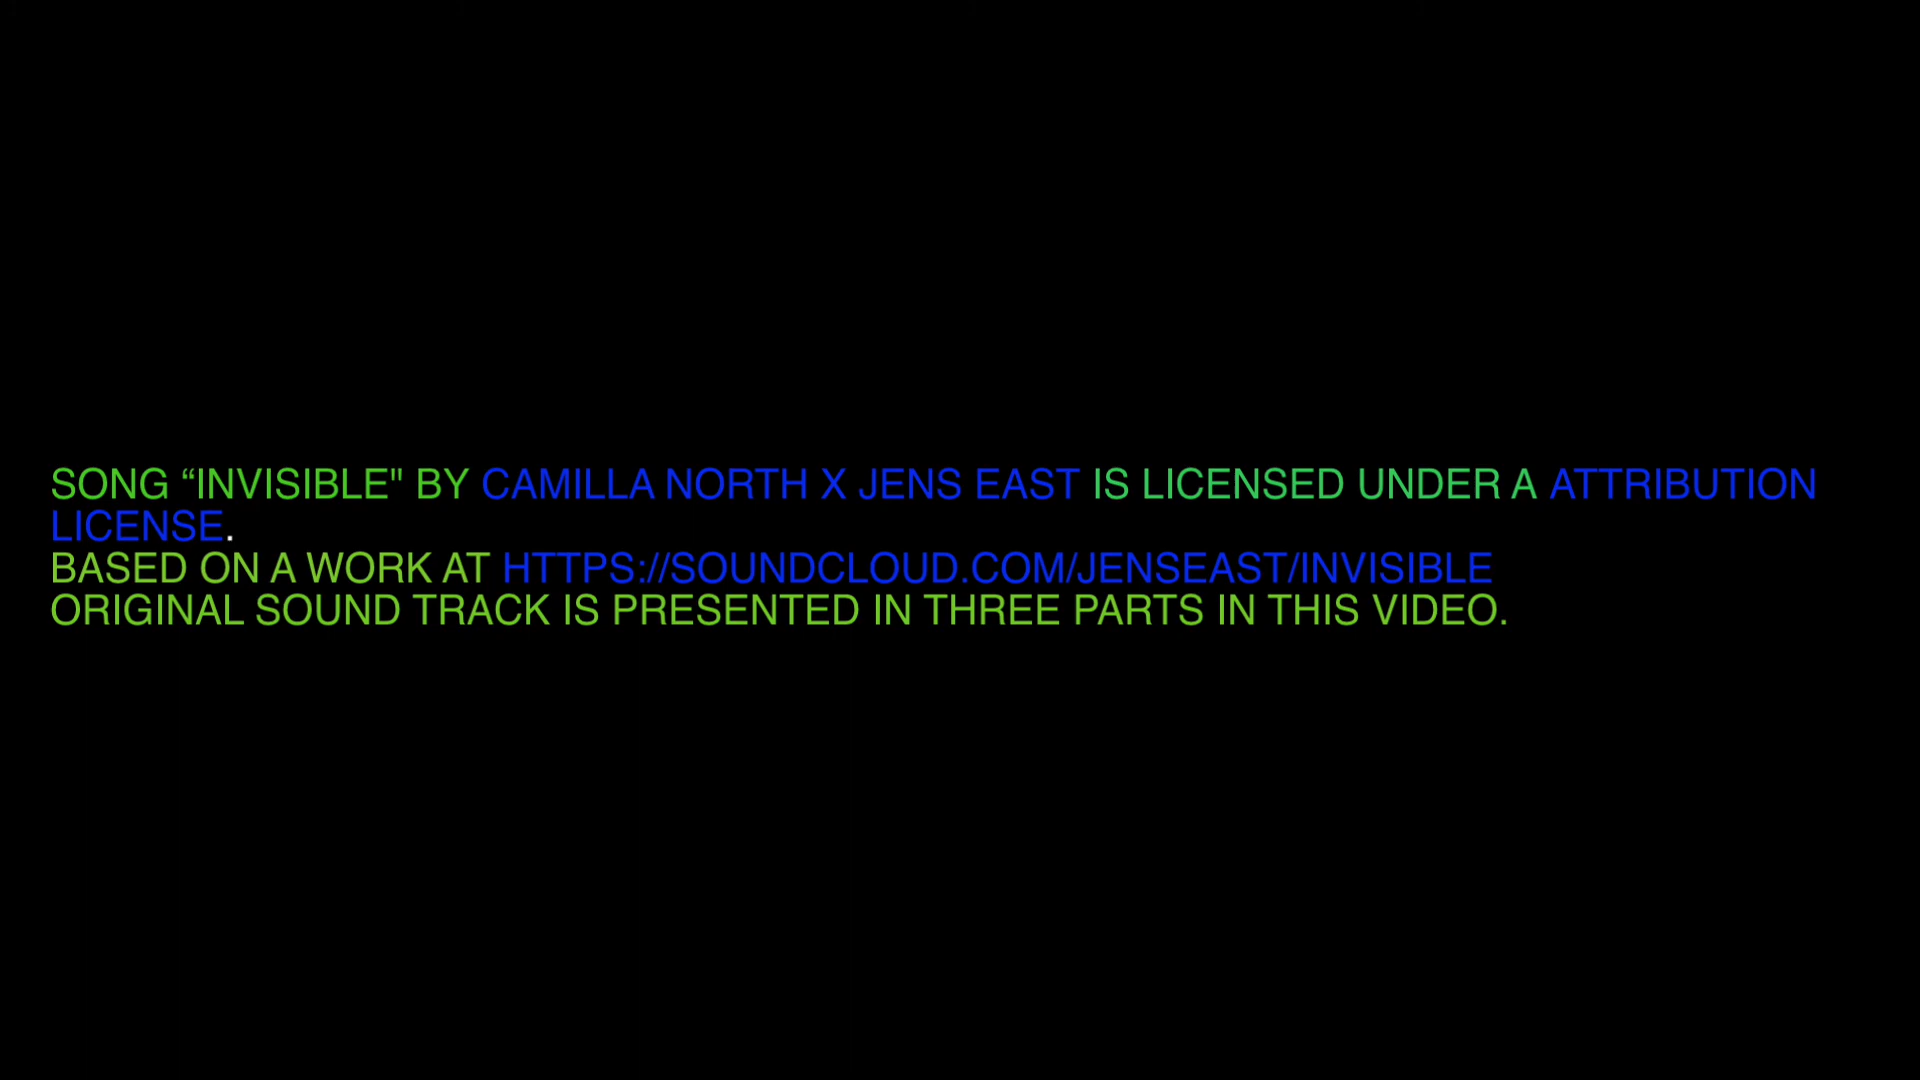 SONG “INVISIBLE" BY CAMILLA NORTH X JENS EAST IS LICENSED UNDER A ATTRIBUTION
LICENSE.
BASED ON A WORK AT HTTPS://SOUNDCLOUD.COM/JENSEAST/INVISIBLE
ORIGINAL SOUND TRACK IS PRESENTED IN THREE PARTS IN THIS VIDEO.